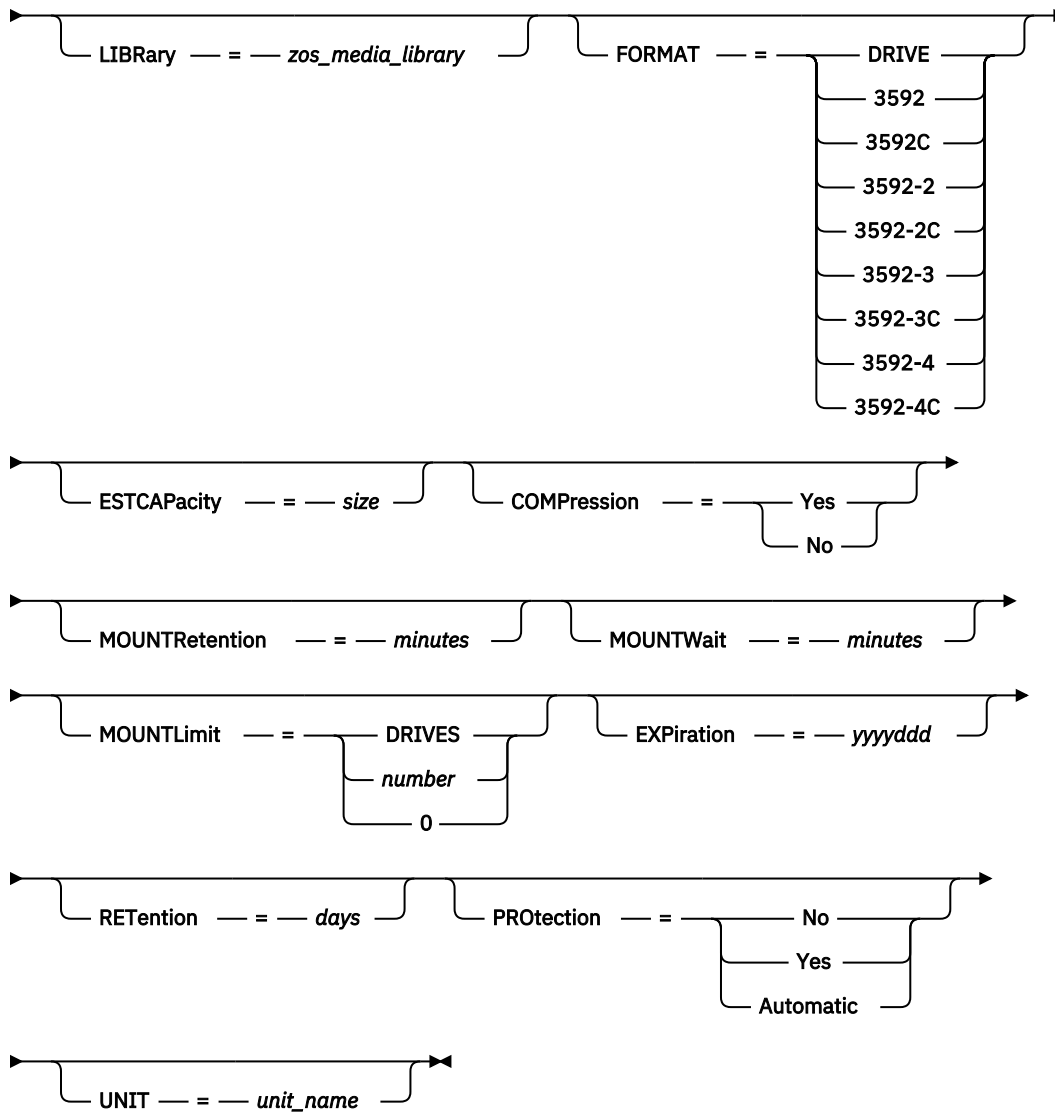 LIBRary = zos_media_library FORMAT = DRIVE
3592
3592C
3592-2
3592-2C
3592-3
3592-3C
3592-4
3592-4C
ESTCAPacity = size COMPression = Yes
No
MOUNTRetention = minutes MOUNTWait = minutes
MOUNTLimit = DRIVES EXPiration = yyyyddd
number
0
RETention = days PROtection = No
Yes
Automatic
UNIT = unit_name